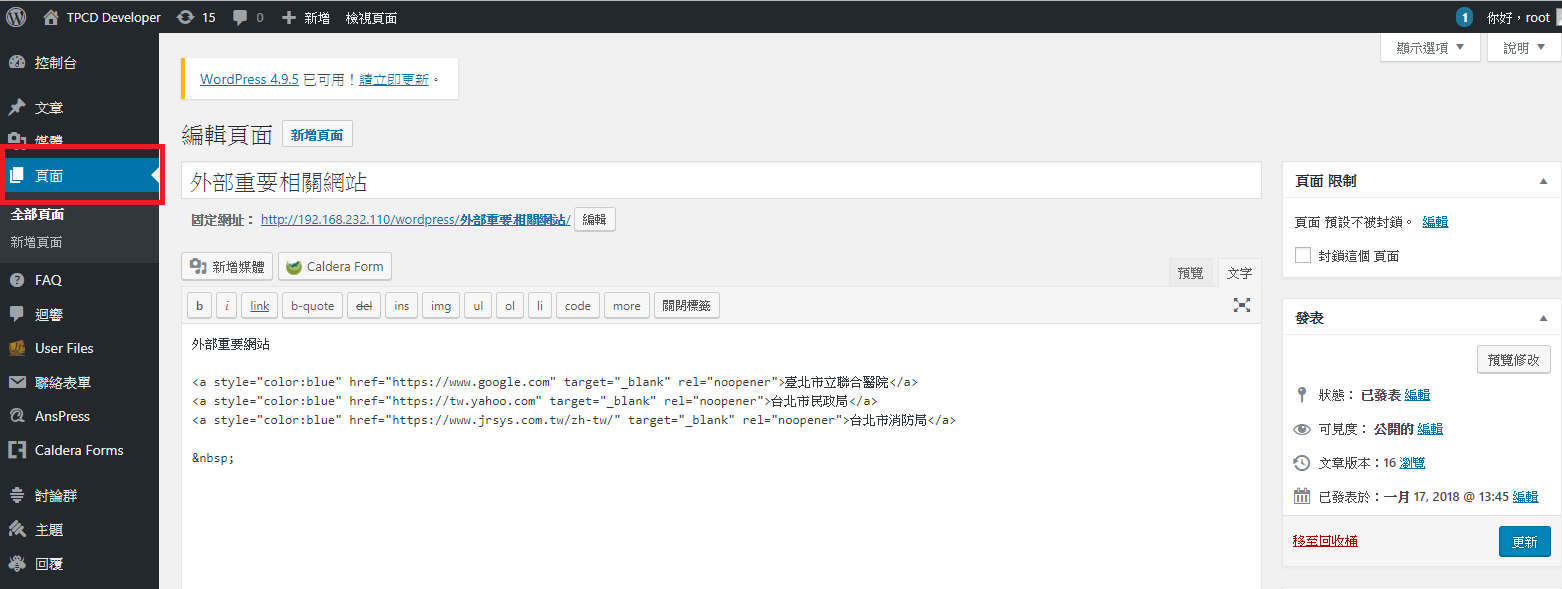 TPCD Developer 15 0 新增 檢視頁面 1 你好，root
顯示選項 說明
控制台
文章
媒體
頁面
全部頁面
新增頁面
FAQ
迴響
User Files
聯絡表單
AnsPress
Caldera Forms
討論群
主題
回覆
WordPress 4.9.5 已可用！請立即更新。
編輯頁面 新增頁面
外部重要相關網站
固定網址： http://192.168.232.110/wordpress/外部重要相關網站/ 編輯
新增媒體 Caldera Form
預覽 文字
b i link b-quote del ins img ul ol li code more 關閉標籤
外部重要網站
<a style="color:blue" href="https://www.google.com" target="_blank" rel="noopener">臺北市立聯合醫院</a>
<a style="color:blue" href="https://tw.yahoo.com" target="_blank" rel="noopener">台北市民政局</a>
<a style="color:blue" href="https://www.jrsys.com.tw/zh-tw/" target="_blank" rel="noopener">台北市消防局</a>
&nbsp;
頁面 限制
頁面 預設不被封鎖。 編輯
封鎖這個 頁面
發表
預覽修改
狀態： 已發表 編輯
可見度： 公開的 編輯
文章版本：16 瀏覽
已發表於：一月 17, 2018 @ 13:45 編輯
移至回收桶 更新